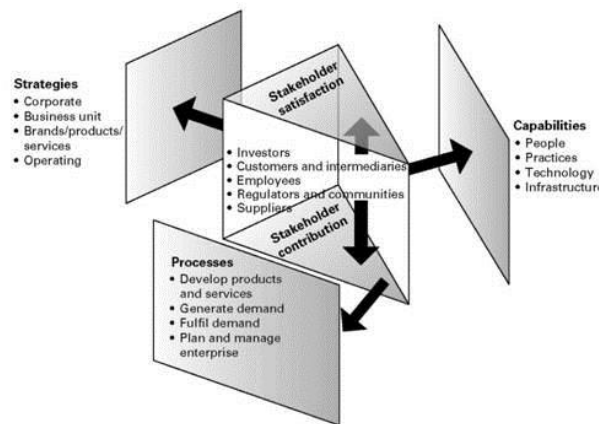 Stakeholder
satisfaction
Strategies
• Corporate
• Business unit
• Brands/products/
services
• Operating
Capabilities
• People
• Practices
• Technology
• Infrastructure
• Investors
• Customers and intermediaries
• Employees
• Regulators and communities
• Suppliers
Stakeholder
contribution
Processes
• Develop products
and services
• Generate demand
• Fulfil demand
• Plan and manage
enterprise